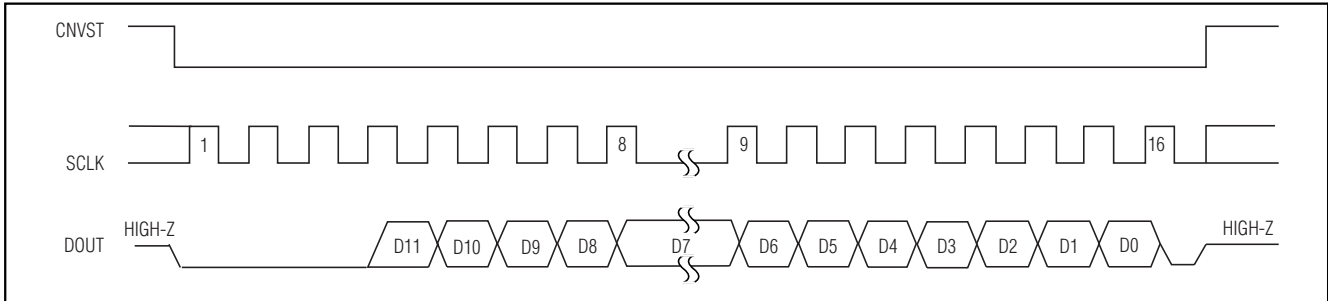 CNVST
SCLK
1
8
9
16
DOUT
HIGH-Z
D11
D10
D9
D8
D7
D6
D5
D4
D3
D2
D1
D0
HIGH-Z